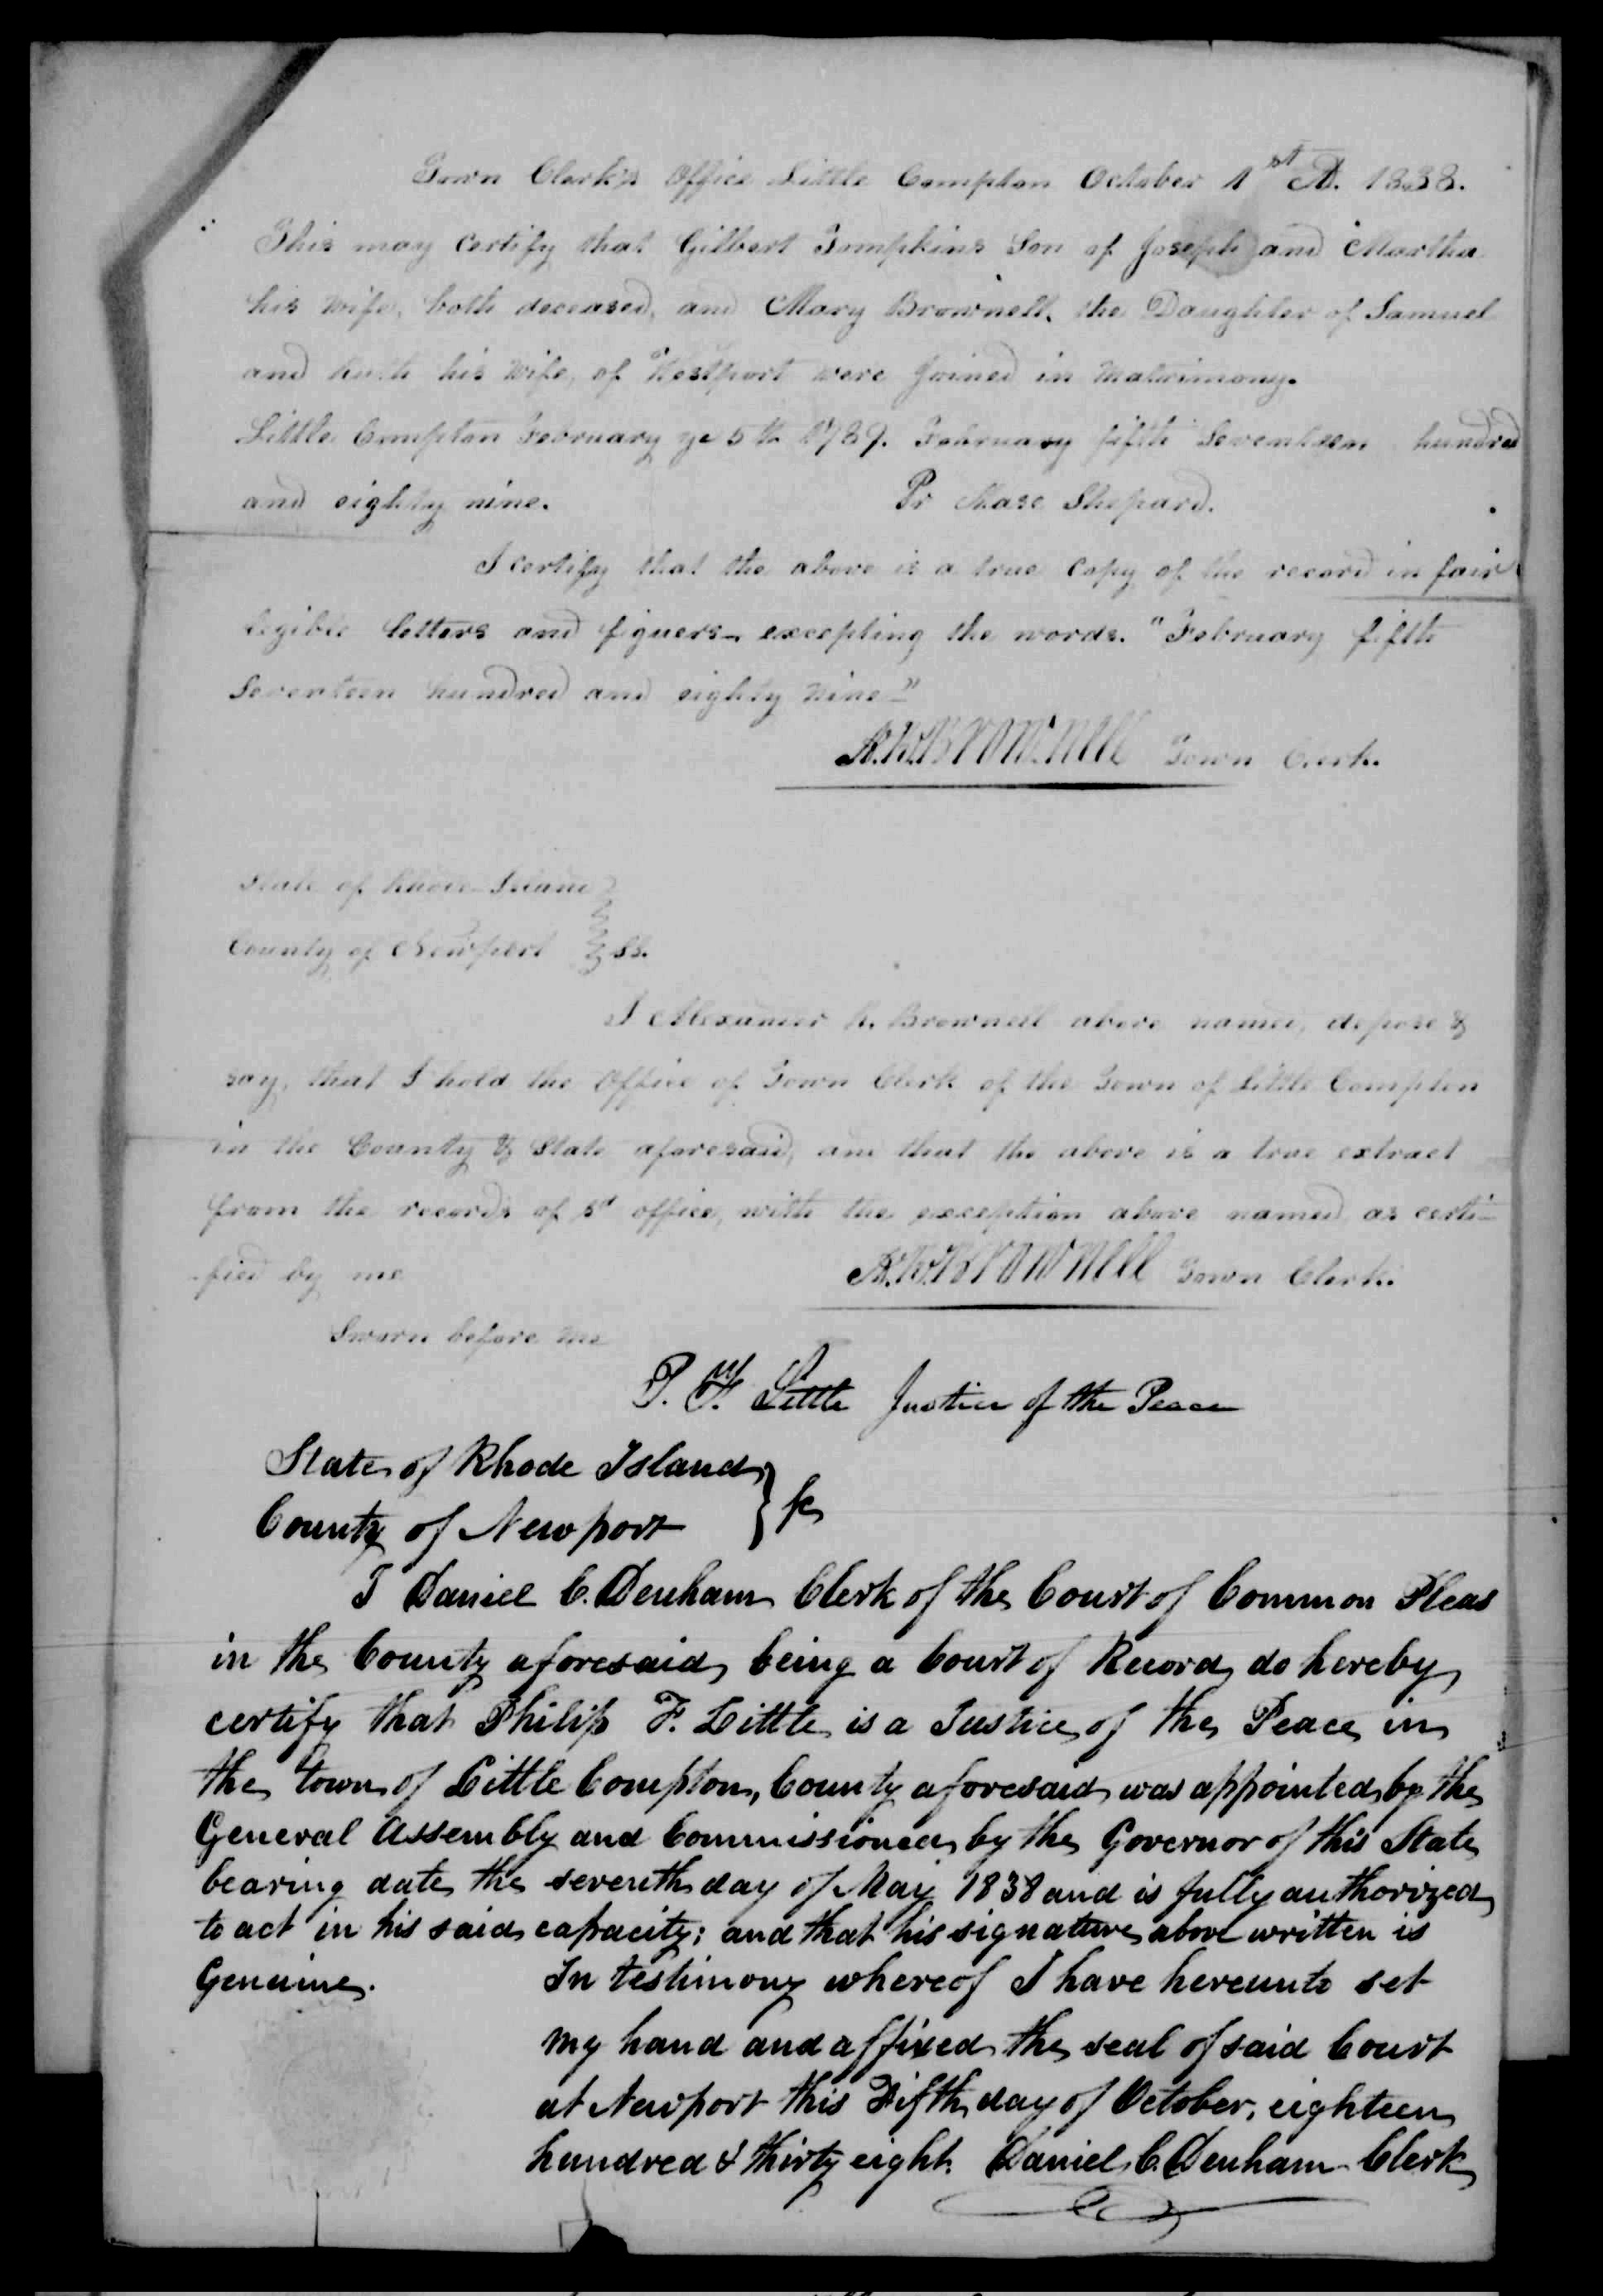 Town Clerk's Office Little Compton October 1st AD. 1838.
This may certify that Gilbert Tompkins Son of Joseph and Martha
his wife, both deceased, and Mary Brownell, the Daughter of Samuel
and Ruth his wife, of Westport were joined in Matrimony.
Little Compton February ye 5th 1789. February fifth Seventeen hundred
and eighty nine. Pr Mase Shepard.
I certify that the above is a true Copy of the record in fair
legible letters and figuers excepting the words. "February fifth
Seventeen hundred and eighty nine"
Brownell Town Clerk.
State of Rhode-Island
County of Newport ss.
I Alexander Brownell above named, depose &
say, that I hold the Office of Town Clerk of the Town of Little Compton
in the County & State aforesaid, and that the above is a true extract
from the records of sd office, with the exception above named as certi-
-fied by me Brownell Town Clerk.
Sworn before me
P. F. Little Justice of the Peace
State of Rhode Island
County of Newport } sc
I Daniel C. Denham Clerk of the Court of Common Pleas
in the County aforesaid, being a Court of Record do hereby
certify that Philip F. Little is a Justice of the Peace in
the town of Little Compton, County aforesaid was appointed by the
General Assembly and Commissioned by the Governor of this State
bearing date the seventh day of May 1838 and is fully authorized
to act in his said capacity; and that his signature above written is
Genuine. In testimony whereof I have hereunto set
my hand and affixed the seal of said Court
at Newport this Fifth day of October, eighteen
hundred & thirty eight. Daniel C. Denham Clerk